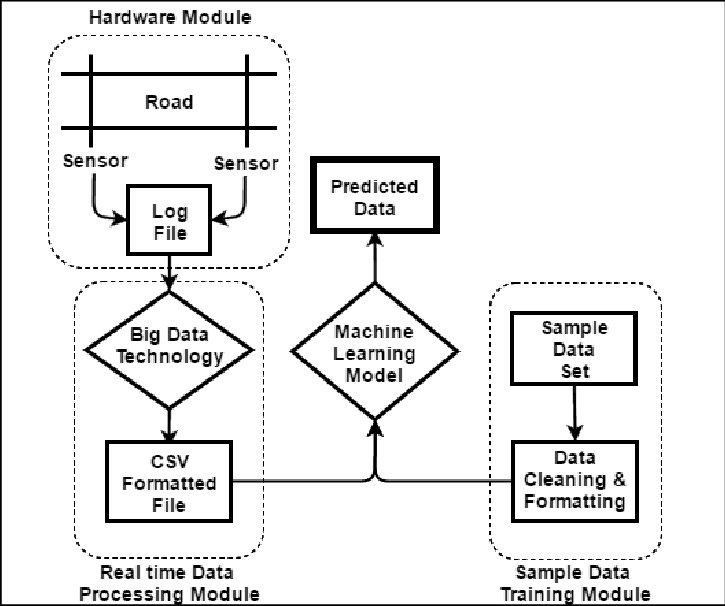 Hardware Module
Road
Sensor
Sensor
Log
File
Predicted
Data
Big Data
Technology
Machine
Learning
Model
Sample
Data
Set
CSV
Formatted
File
Data
Cleaning &
Formatting
Real time Data
Processing Module
Sample Data
Training Module